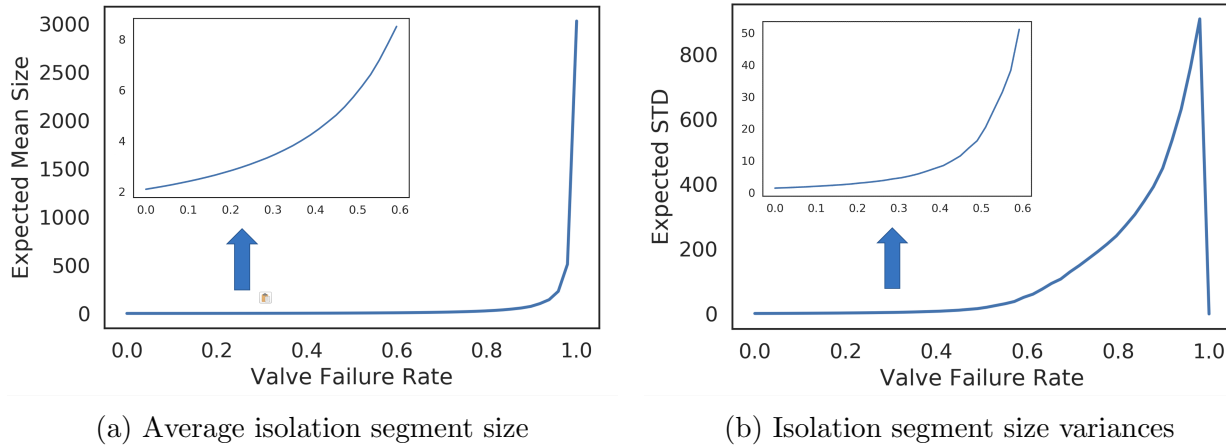 3000
2500
2000
1500
1000
500
0
Expected Mean Size
8
6
4
2
0.0 0.1 0.2 0.3 0.4 0.5 0.6
0.0 0.2 0.4 0.6 0.8 1.0
Valve Failure Rate
(a) Average isolation segment size
800
600
400
200
0
Expected STD
50
40
30
20
10
0
0.0 0.1 0.2 0.3 0.4 0.5 0.6
0.0 0.2 0.4 0.6 0.8 1.0
Valve Failure Rate
(b) Isolation segment size variances